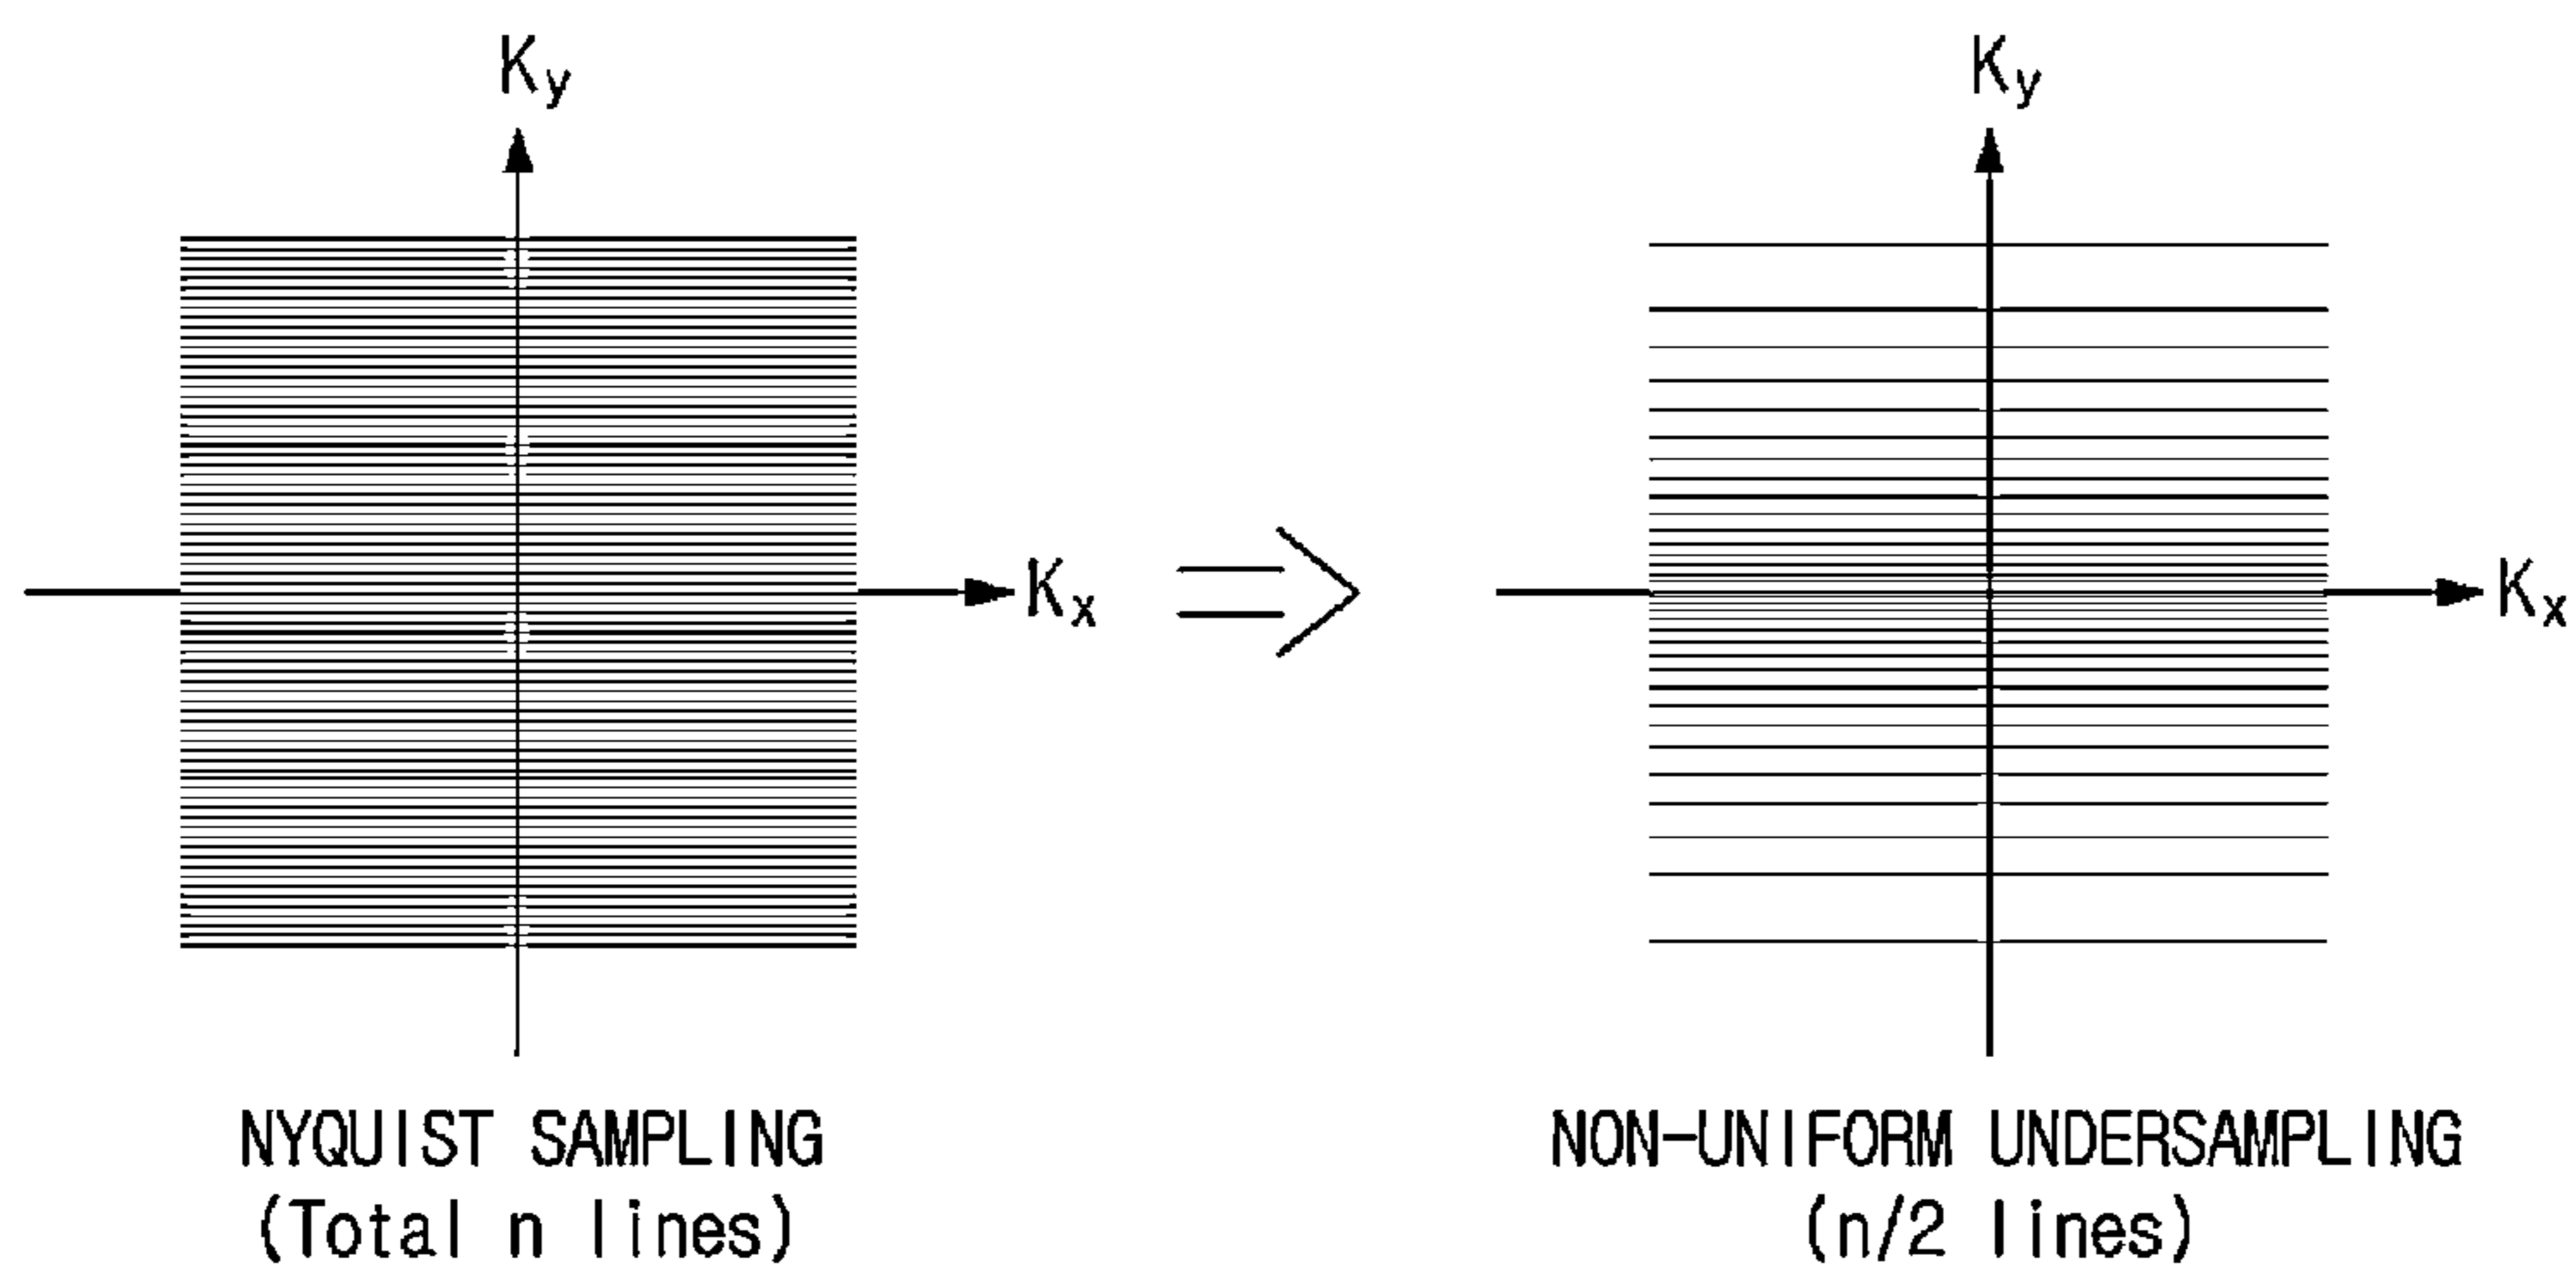 Ky
Ky
Kx
Kx
NYQUIST SAMPLING
(Total n lines)
NON-UNIFORM UNDERSAMPLING
(n/2 lines)